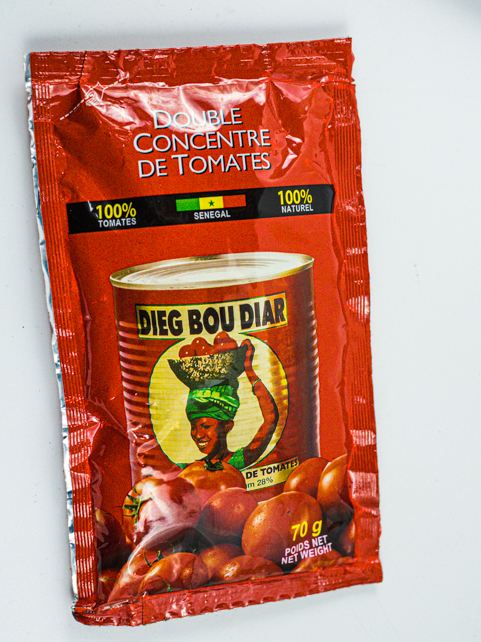 DOUBLE
CONCENTRE
DE TOMATES
100%
TOMATES
SENEGAL
100%
NATUREL
DIEG BOU DIAR
DE TOMATES
m 28%
70 g
POIDS NET
NET WEIGHT